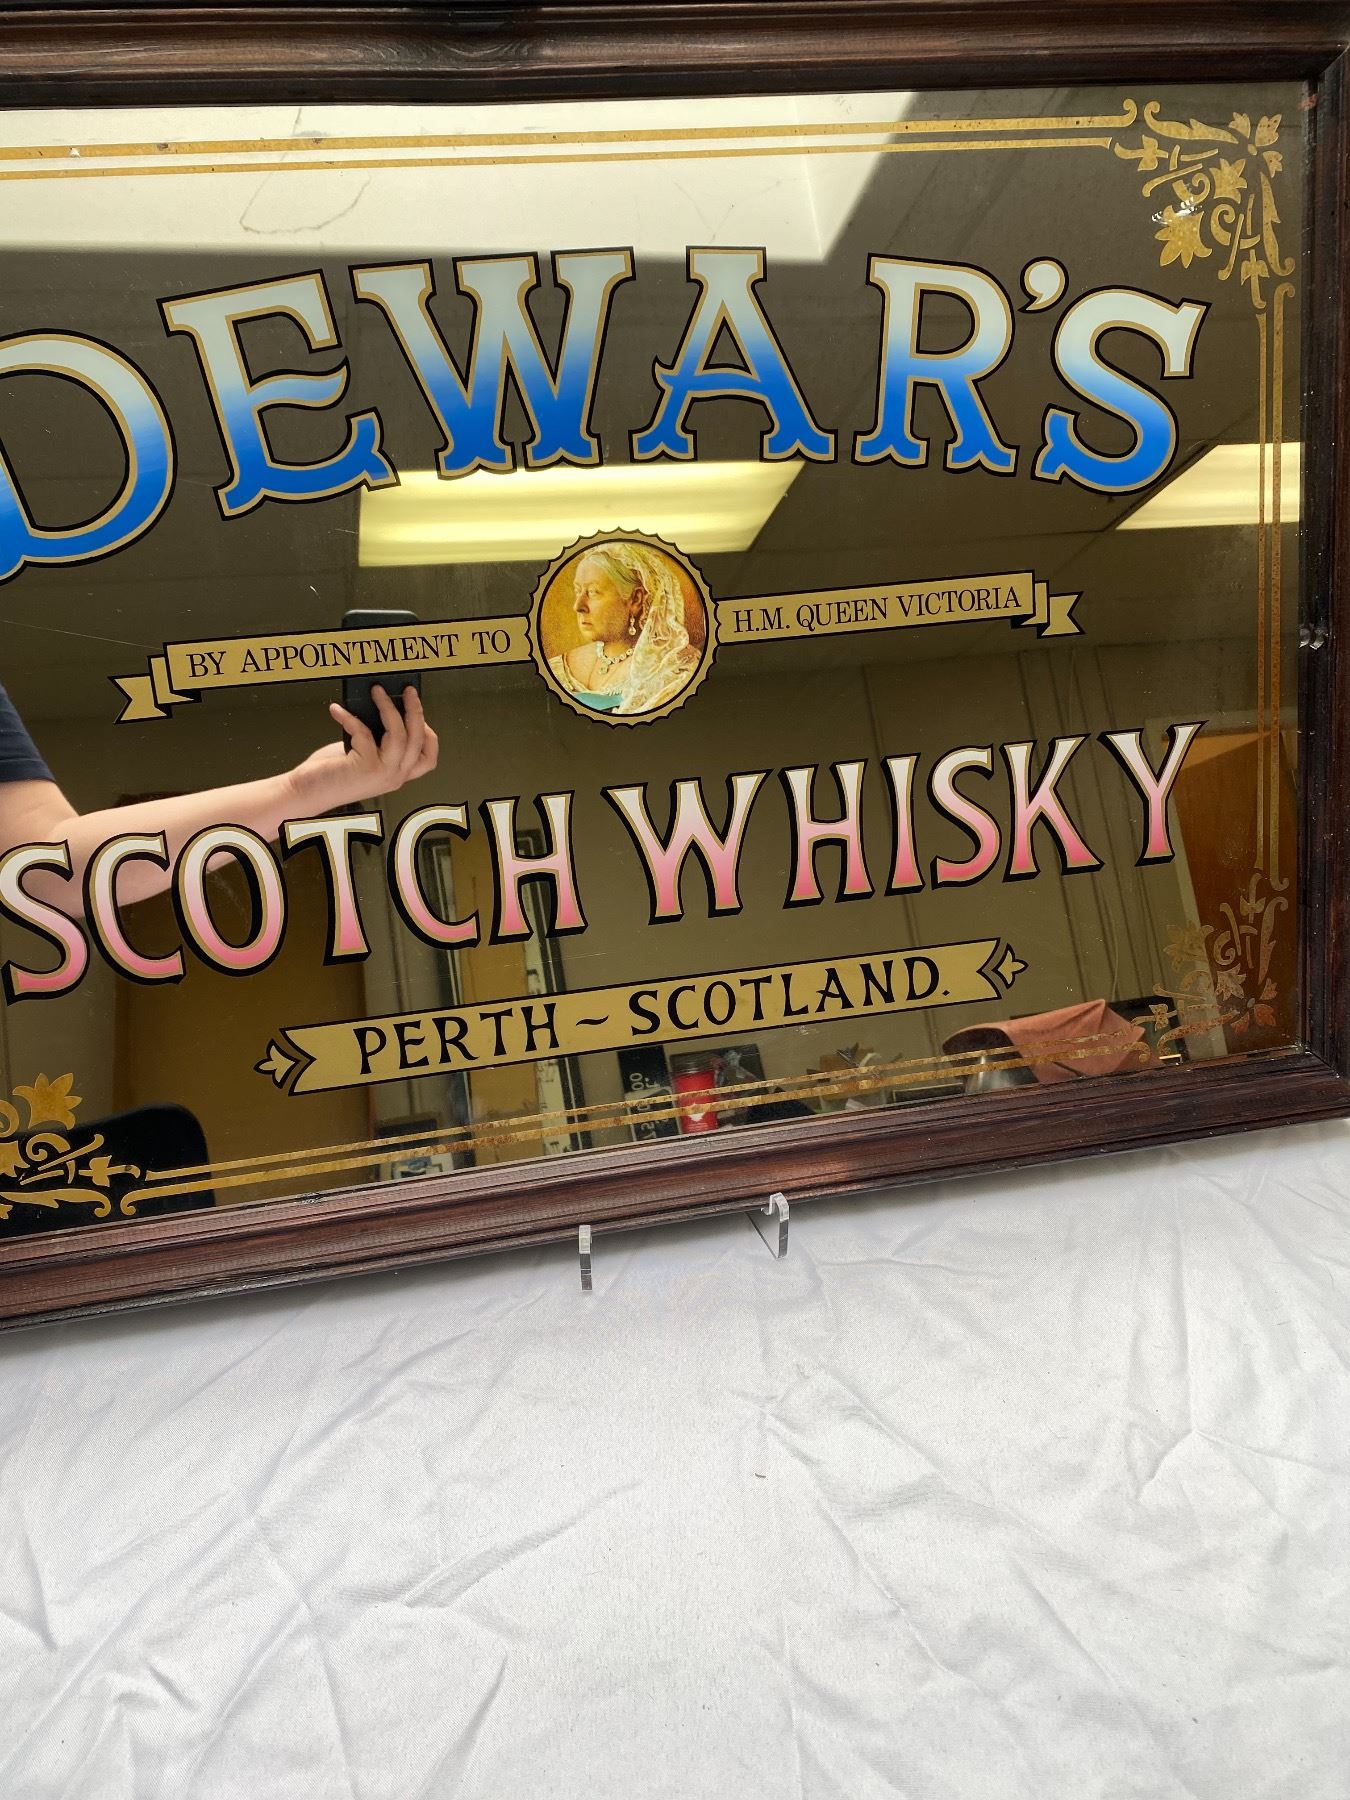 DEWAR'S
BY APPOINTMENT TO H.M. QUEEN VICTORIA
SCOTCH WHISKY
PERTH ~ SCOTLAND.